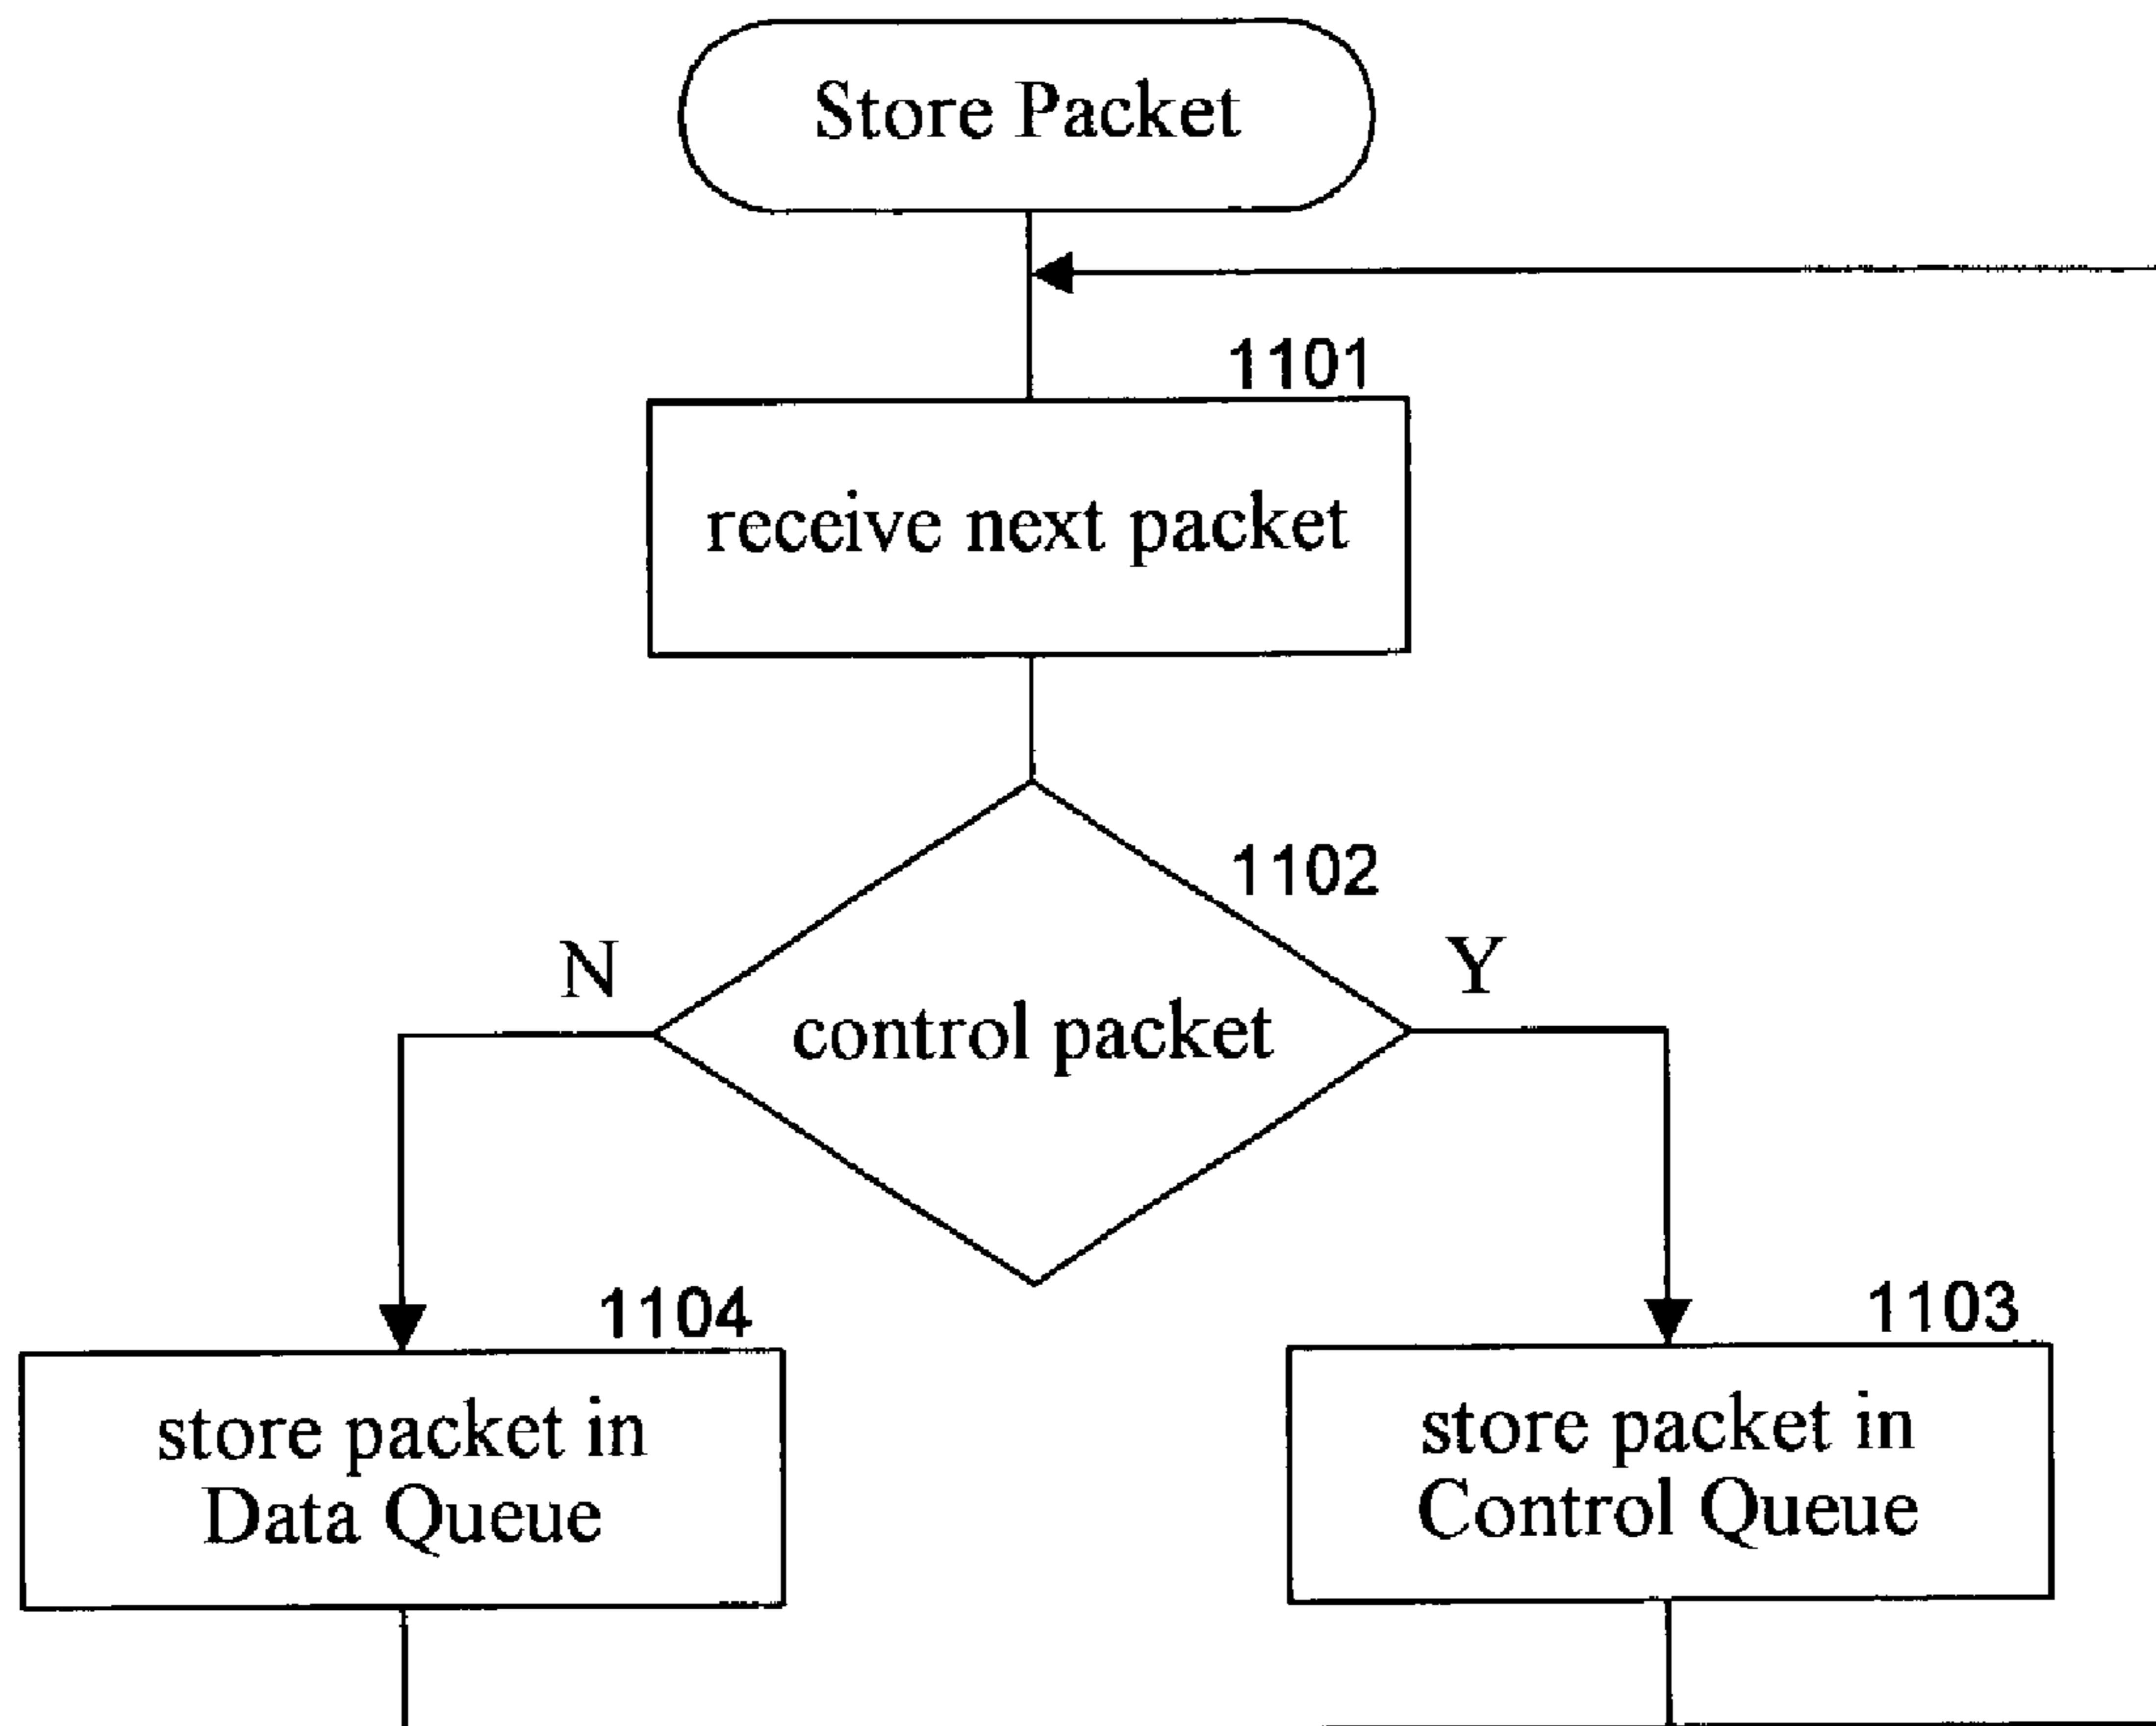 Store Packet
1101
receive next packet
1102
N
Y
control packet
1104
1103
store packet in
Data Queue
store packet in
Control Queue